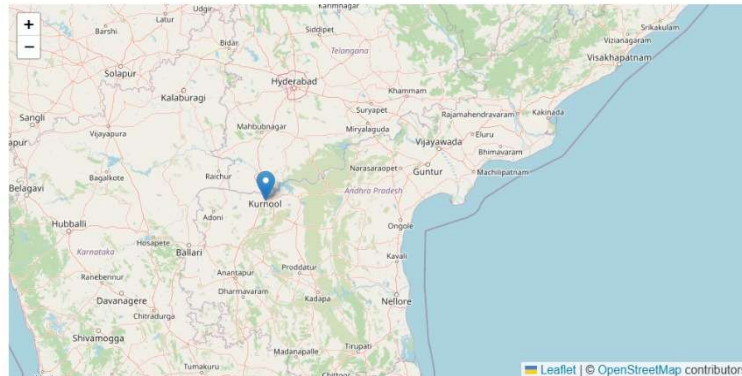 Udgir
Karimnagar
Latur
Siddipet
Srikakulam
Barshi
Bidar
Telangana
Vizianagaram
Visakhapatnam
+
−
Solapur
Hyderabad
Kalaburagi
Khammam
Sangli
Suryapet
Rajamahendravaram
Kakinada
Mahbubnagar
Miryalaguda
Vijayapura
Vijayawada
Eluru
Bhimavaram
Bagalkote
Raichur
Narasaraopet
Guntur
Machilipatnam
Belagavi
Kurnool
Andhra Pradesh
Adoni
Hubballi
Ongole
Hosapete
Ballari
Karnataka
Kavali
Ranebennur
Anantapur
Proddatur
Dharmavaram
Davanagere
Kadapa
Nellore
Chitradurga
Shivamogga
Madanapalle
Tirupati
Tumakuru
Chittoor
Leaflet | © OpenStreetMap contributors